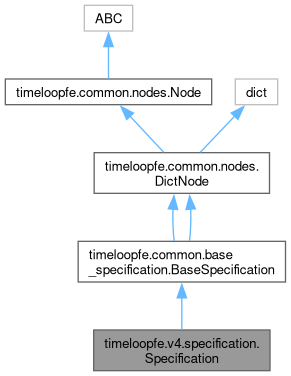 ABC
timeloopfe.common.nodes.Node
dict
timeloopfe.common.nodes.
DictNode
timeloopfe.common.base
_specification.BaseSpecification
timeloopfe.v4.specification.
Specification